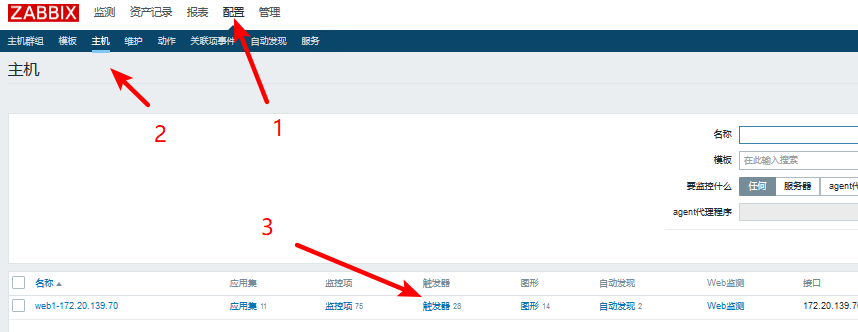 ZABBIX 监测 资产记录 报表 配置 管理
主机群组 模板 主机 维护 动作 关联项事件 自动发现 服务
主机
2
1
名称
模板 在此输入搜索
要监控什么 任何 服务器 agent代
agent代理程序
3
名称 应用集 监控项 触发器 图形 自动发现 Web监测 接口
web1-172.20.139.70 应用集 11 监控项 75 触发器 28 图形 14 自动发现 2 Web监测 172.20.139.70